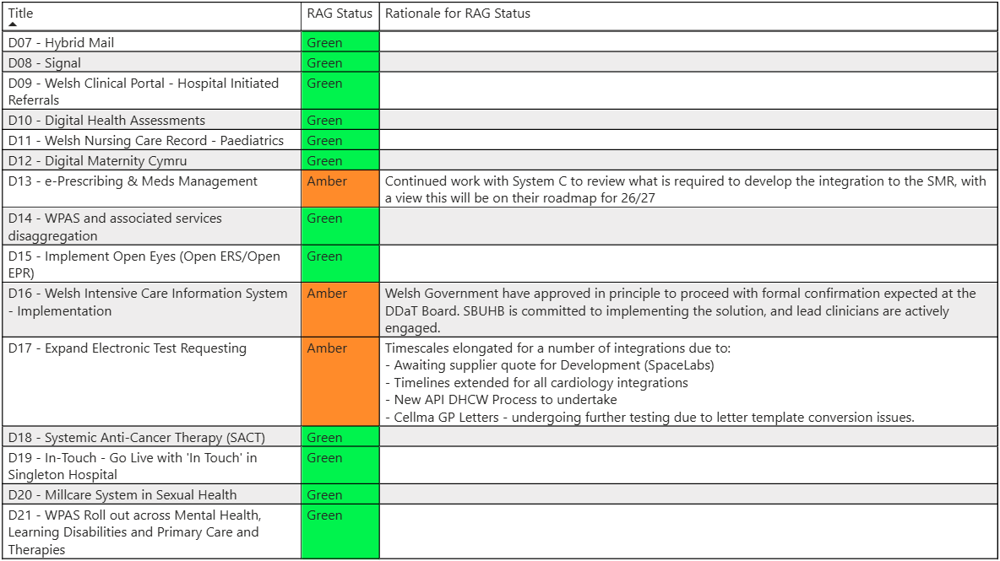 Title RAG Status Rationale for RAG Status
D07 - Hybrid Mail Green
D08 - Signal Green
D09 - Welsh Clinical Portal - Hospital Initiated Green
Referrals
D10 - Digital Health Assessments Green
D11 - Welsh Nursing Care Record - Paediatrics Green
D12 - Digital Maternity Cymru Green
D13 - e-Prescribing & Meds Management Amber Continued work with System C to review what is required to develop the integration to the SMR, with
a view this will be on their roadmap for 26/27
D14 - WPAS and associated services Green
disaggregation
D15 - Implement Open Eyes (Open ERS/Open Green
EPR)
D16 - Welsh Intensive Care Information System Amber Welsh Government have approved in principle to proceed with formal confirmation expected at the
- Implementation DDaT Board. SBUHB is committed to implementing the solution, and lead clinicians are actively
engaged.
D17 - Expand Electronic Test Requesting Amber Timescales elongated for a number of integrations due to:
- Awaiting supplier quote for Development (SpaceLabs)
- Timelines extended for all cardiology integrations
- New API DHCW Process to undertake
- Cellma GP Letters - undergoing further testing due to letter template conversion issues.
D18 - Systemic Anti-Cancer Therapy (SACT) Green
D19 - In-Touch - Go Live with 'In Touch' in Green
Singleton Hospital
D20 - Millcare System in Sexual Health Green
D21 - WPAS Roll out across Mental Health, Green
Learning Disabilities and Primary Care and
Therapies